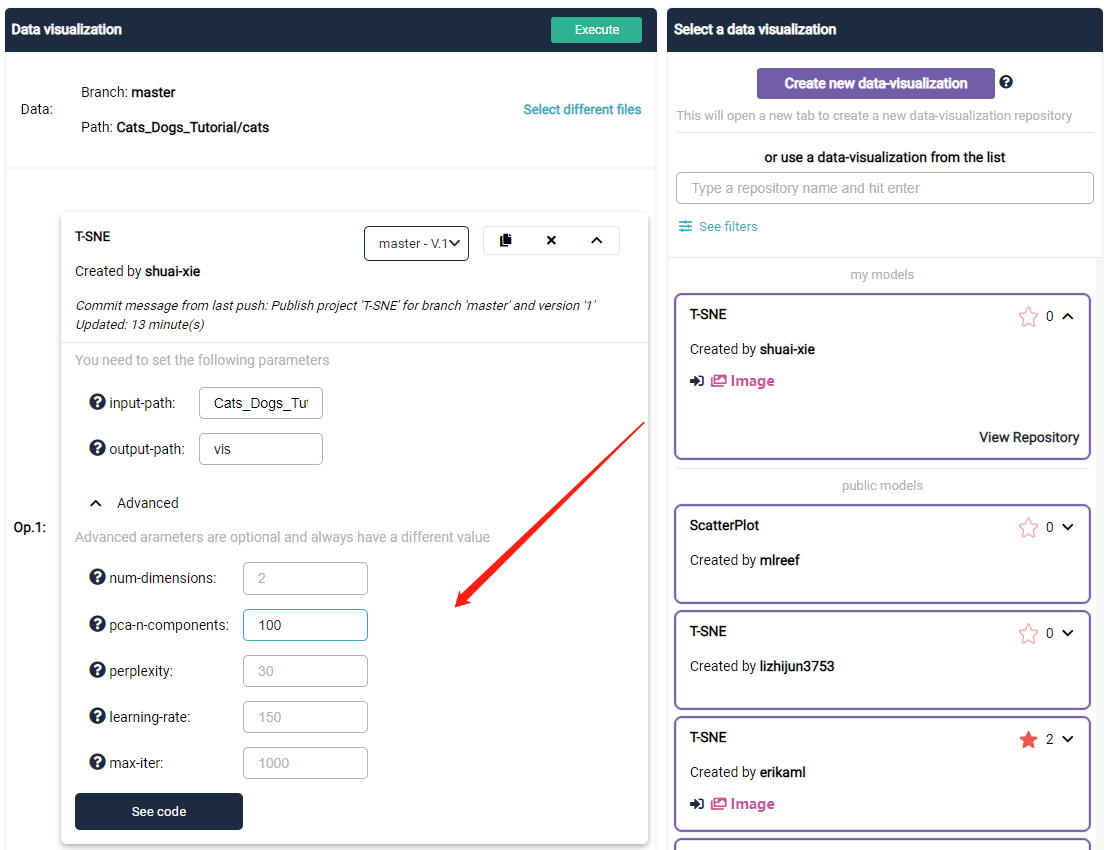 Data visualization
Execute
Data:
Branch: master
Path: Cats_Dogs_Tutorial/cats
Select different files
Op.1:
T-SNE
master - V.1
Created by shuai-xie
Commit message from last push: Publish project 'T-SNE' for branch 'master' and version '1'
Updated: 13 minute(s)
You need to set the following parameters
? input-path: Cats_Dogs_Tut
? output-path: vis
Advanced
Advanced arameters are optional and always have a different value
? num-dimensions: 2
? pca-n-components: 100
? perplexity: 30
? learning-rate: 150
? max-iter: 1000
See code
Select a data visualization
Create new data-visualization ?
This will open a new tab to create a new data-visualization repository
or use a data-visualization from the list
Type a repository name and hit enter
See filters
my models
T-SNE 0
Created by shuai-xie
Image
View Repository
public models
ScatterPlot 0
Created by mlreef
T-SNE 0
Created by lizhijun3753
T-SNE 2
Created by erikaml
Image